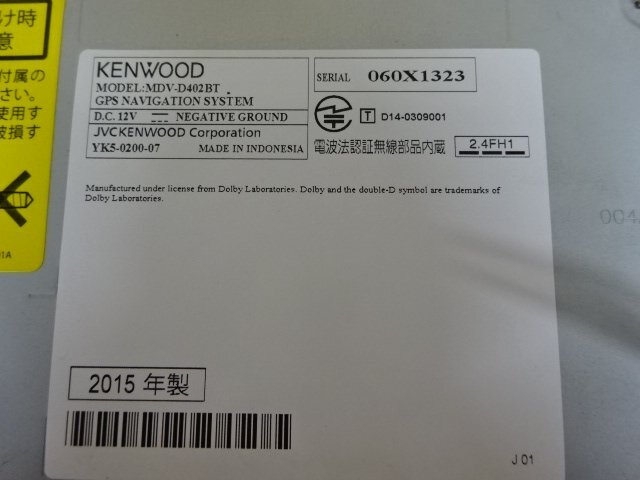 け時
意
付属の
さい。
使用す
破損す
01A
KENWOOD
MODEL:MDV-D402BT
GPS NAVIGATION SYSTEM
D.C. 12V NEGATIVE GROUND
JVCKENWOOD Corporation
YK5-0200-07 MADE IN INDONESIA
SERIAL 060X1323
T D14-0309001
電波法認証無線部品内蔵 2.4FH1
Manufactured under license from Dolby Laboratories. Dolby and the double-D symbol are trademarks of
Dolby Laboratories.
004
2015 年製
J 01